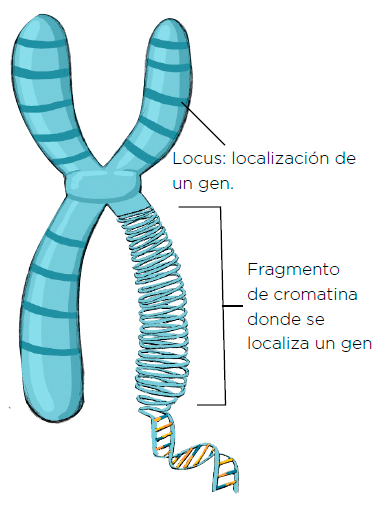 Locus: localización de
un gen.
Fragmento
de cromatina
donde se
localiza un gen